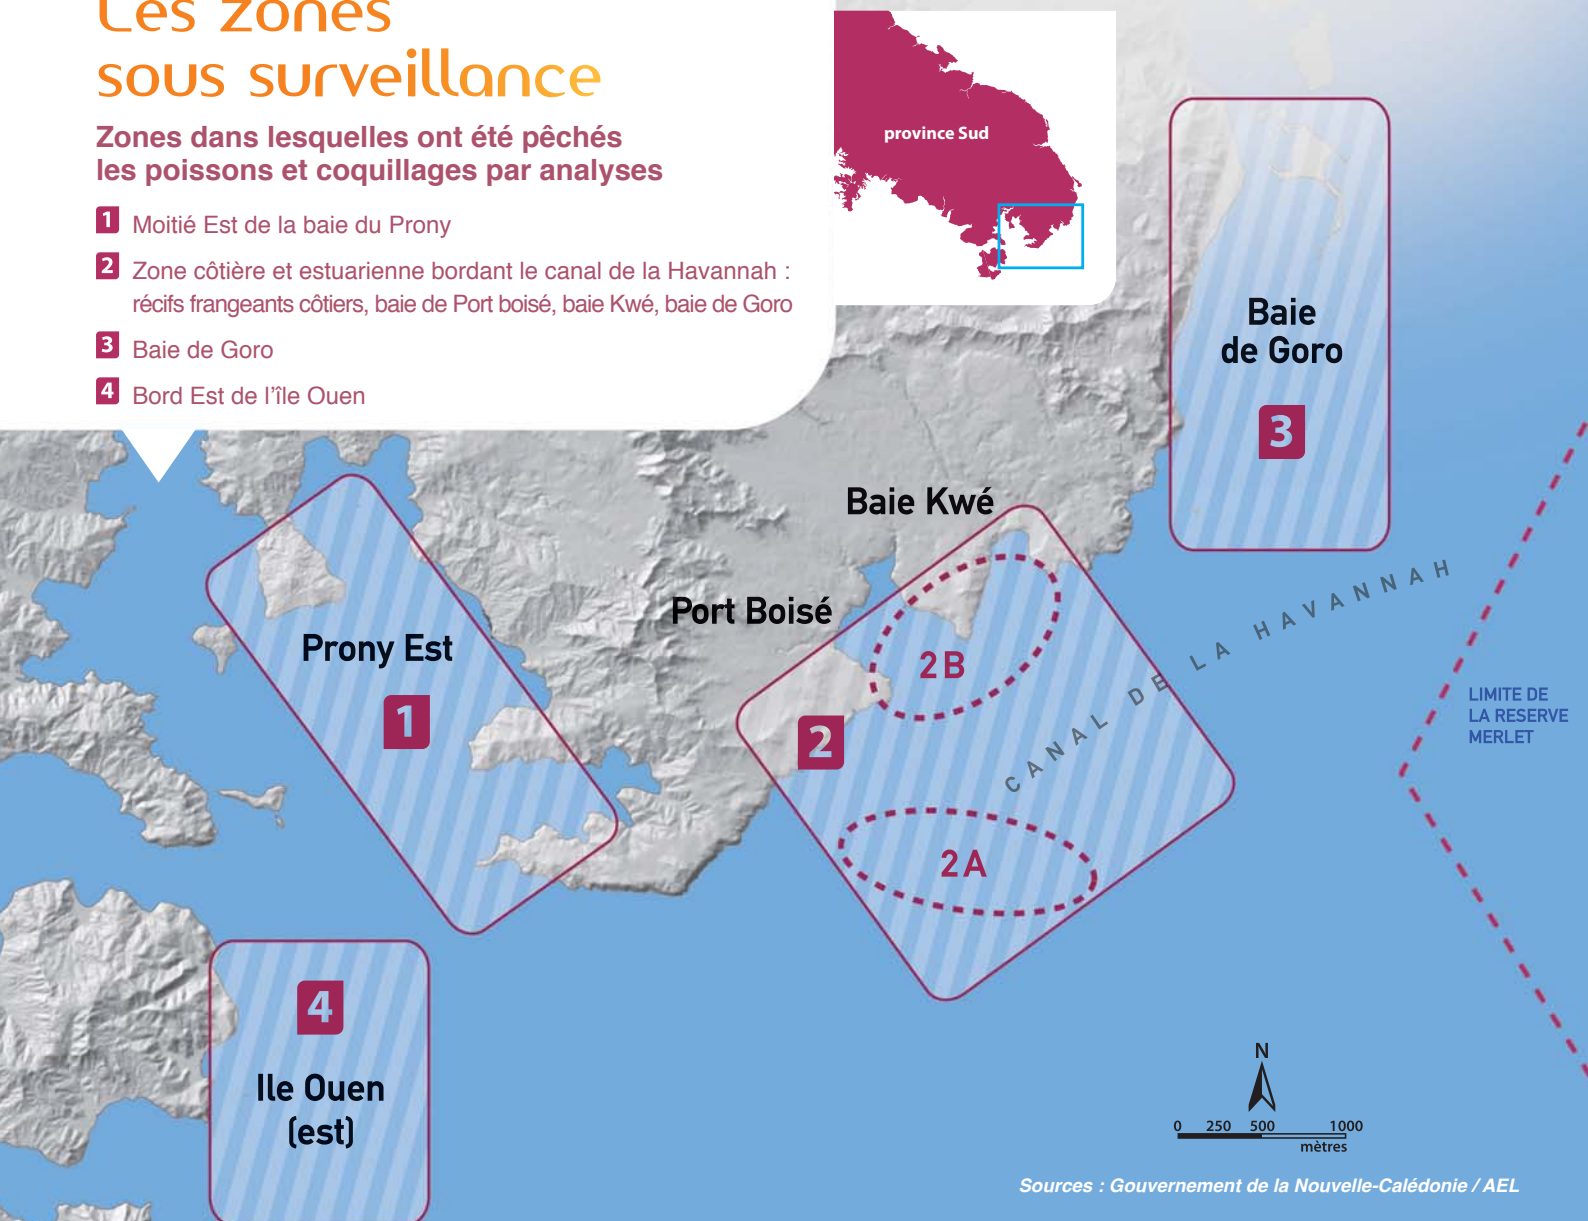 Les zones
sous surveillance
Zones dans lesquelles ont été pêchés
les poissons et coquillages par analyses
1 Moitié Est de la baie du Prony
2 Zone côtière et estuarienne bordant le canal de la Havannah :
récifs frangeants côtiers, baie de Port boisé, baie Kwé, baie de Goro
3 Baie de Goro
4 Bord Est de l'île Ouen
province Sud
Baie
de Goro
3
Baie Kwé
Port Boisé
Prony Est
1
2B
2
2A
CANAL DE LA HAVANNAH
LIMITE DE
LA RESERVE
MERLET
4
Ile Ouen
(est)
N
0 250 500 1000
mètres
Sources : Gouvernement de la Nouvelle-Calédonie / AEL